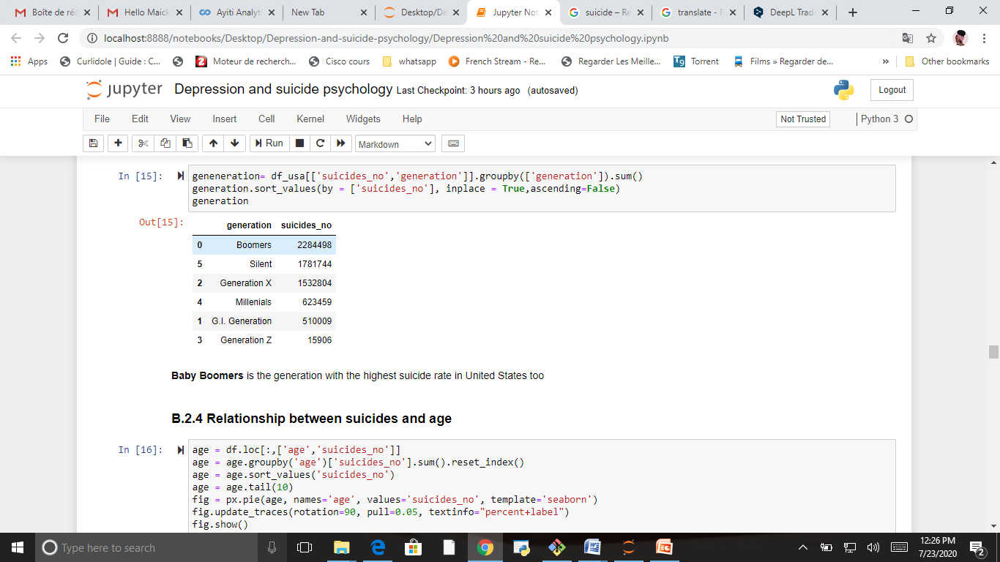 Boîte de réc
Hello Maick
Ayiti Analyt
New Tab
Desktop/De
Jupyter Not
suicide – Re
translate - F
DeepL Trad
localhost:8888/notebooks/Desktop/Depression-and-suicide-psychology/Depression%20and%20suicide%20psychology.ipynb
Apps
Curlidole | Guide : C...
Moteur de recherch...
Cisco cours
whatsapp
French Stream - Re...
Regarder Les Meille...
Torrent
Films » Regarder de...
»
Other bookmarks
jupyter Depression and suicide psychology Last Checkpoint: 3 hours ago (autosaved)
Logout
File Edit View Insert Cell Kernel Widgets Help
Not Trusted
Python 3
Run
Markdown
In [15]:
geneneration= df_usa[['suicides_no','generation']].groupby(['generation']).sum()
generation.sort_values(by = ['suicides_no'], inplace = True,ascending=False)
generation
Out[15]:
generation suicides_no
0 Boomers 2284498
5 Silent 1781744
2 Generation X 1532804
4 Millenials 623459
1 G.I. Generation 510009
3 Generation Z 15906
Baby Boomers is the generation with the highest suicide rate in United States too
B.2.4 Relationship between suicides and age
In [16]:
age = df.loc[:,['age','suicides_no']]
age = age.groupby('age')['suicides_no'].sum().reset_index()
age = age.sort_values('suicides_no')
age = age.tail(10)
fig = px.pie(age, names='age', values='suicides_no', template='seaborn')
fig.update_traces(rotation=90, pull=0.05, textinfo="percent+label")
fig.show()
Type here to search
12:26 PM
7/23/2020
2